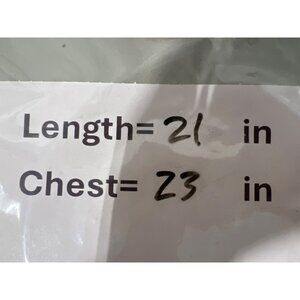 Length= 21 in
Chest= 23 in